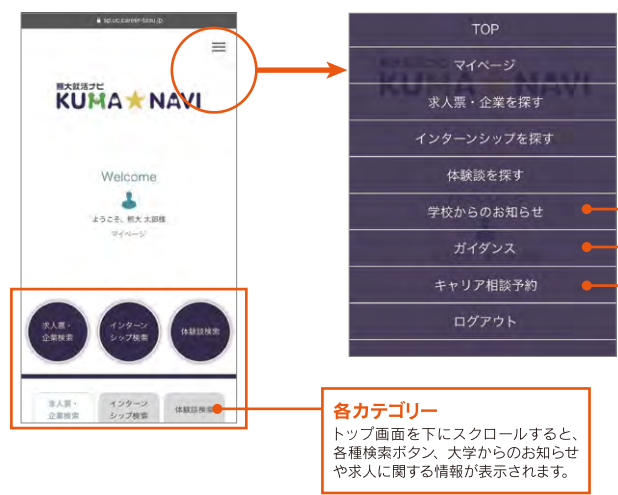 sp.uc.career-tasu.jp
熊大就活ナビ
KUMA★NAVI
Welcome
ようこそ、熊大 太郎様
マイページ
求人票・
企業検索
インターン
シップ検索
体験談検索
求人票・
企業検索
インターン
シップ検索
体験談検索
TOP
マイページ
求人票・企業を探す
インターンシップを探す
体験談を探す
学校からのお知らせ
ガイダンス
キャリア相談予約
ログアウト
各カテゴリー
トップ画面を下にスクロールすると、
各種検索ボタン、大学からのお知らせ
や求人に関する情報が表示されます。